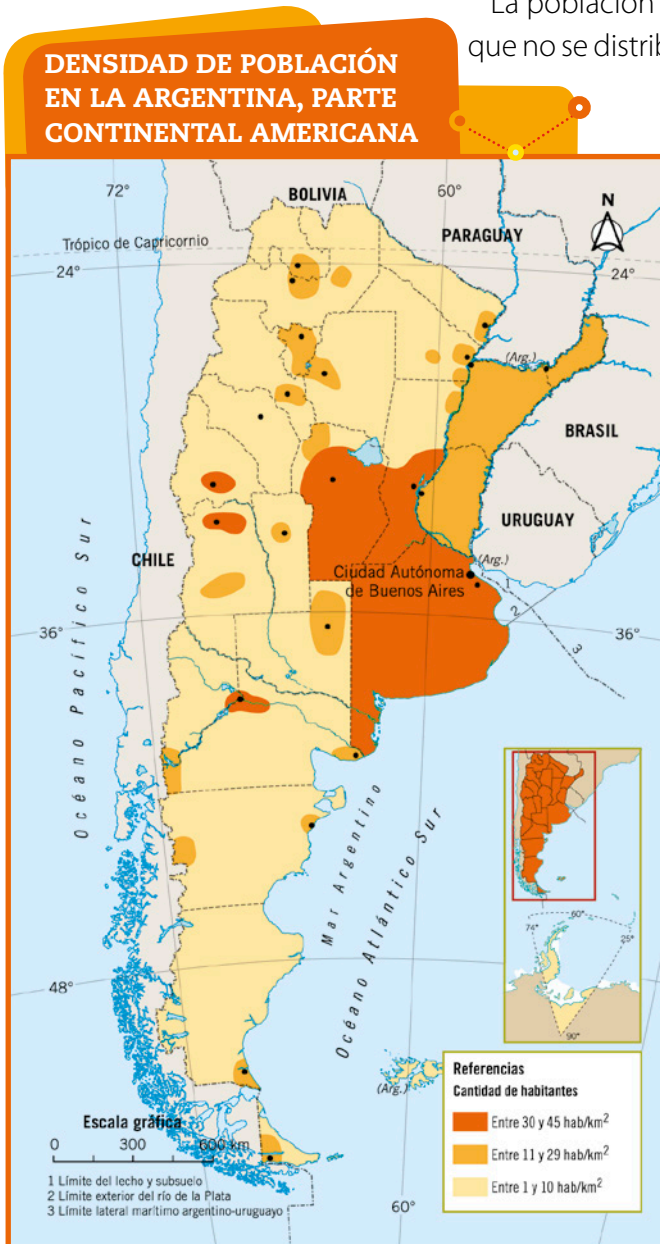 La población
que no se distrib
DENSIDAD DE POBLACIÓN
EN LA ARGENTINA, PARTE
CONTINENTAL AMERICANA
72°
BOLIVIA
60°
N
Trópico de Capricornio
PARAGUAY
24°
24°
(Arg.)
BRASIL
URUGUAY
CHILE
(Arg.)
Ciudad Autónoma
de Buenos Aires
1
2
3
36°
36°
Océano Pacífico Sur
Mar Argentino
Océano Atlántico Sur
74°
60°
25°
90°
48°
(Arg.)
Referencias
Cantidad de habitantes
Entre 30 y 45 hab/km²
Entre 11 y 29 hab/km²
Entre 1 y 10 hab/km²
Escala gráfica
0 300 600 km
1 Límite del lecho y subsuelo
2 Límite exterior del río de la Plata
3 Límite lateral marítimo argentino-uruguayo
60°